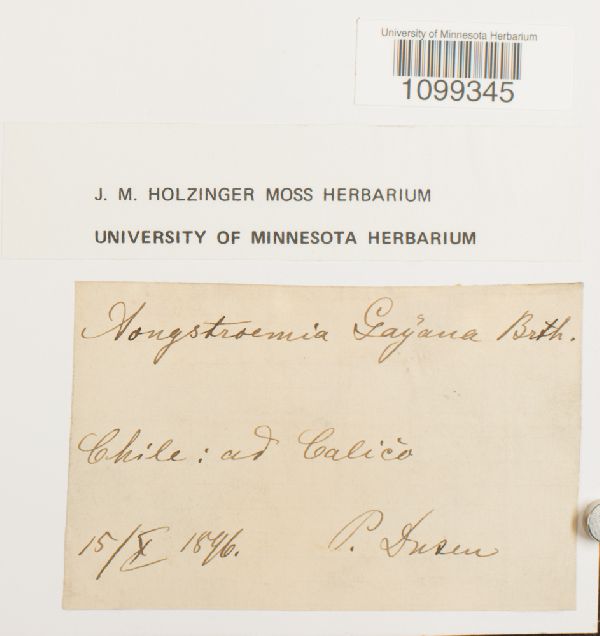 University of Minnesota Herbarium
1099345
J. M. HOLZINGER MOSS HERBARIUM
UNIVERSITY OF MINNESOTA HERBARIUM
Aongstroemia Gayana Brth.
Chile: ad Calico
15/X 1896. P. Dusen